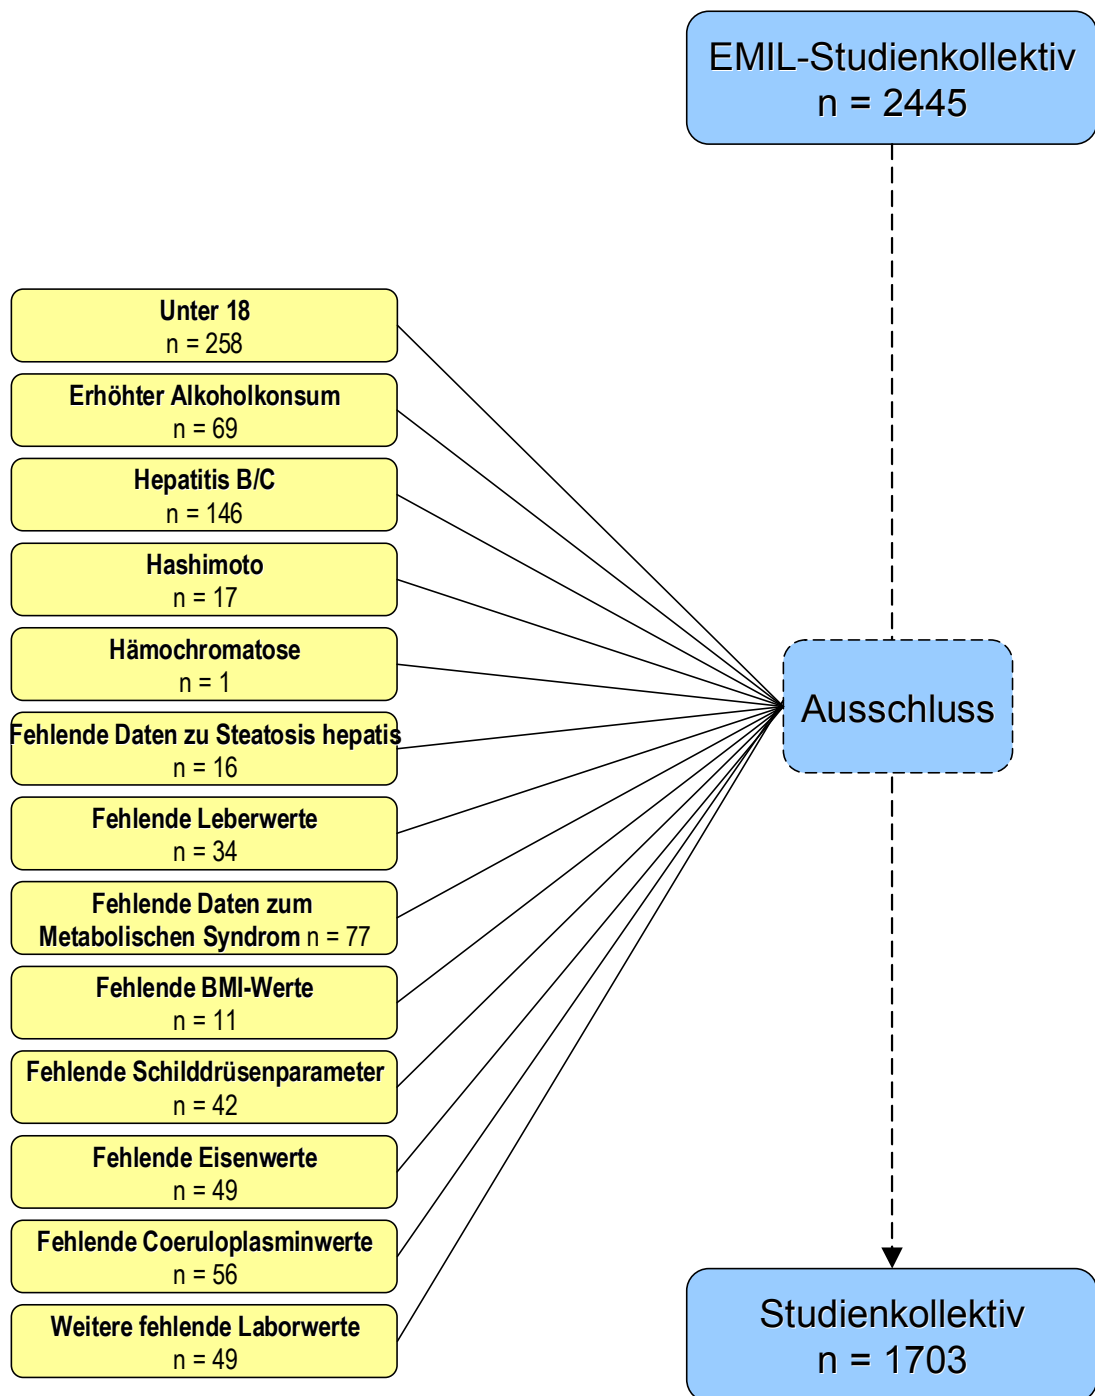 EMIL-Studienkollektiv
n = 2445
Unter 18
n = 258
Erhöhter Alkoholkonsum
n = 69
Hepatitis B/C
n = 146
Hashimoto
n = 17
Hämochromatose
n = 1
Fehlende Daten zu Steatosis hepatis
n = 16
Fehlende Leberwerte
n = 34
Fehlende Daten zum
Metabolischen Syndrom n = 77
Fehlende BMI-Werte
n = 11
Fehlende Schilddrüsenparameter
n = 42
Fehlende Eisenwerte
n = 49
Fehlende Coeruloplasminwerte
n = 56
Weitere fehlende Laborwerte
n = 49
Ausschluss
Studienkollektiv
n = 1703